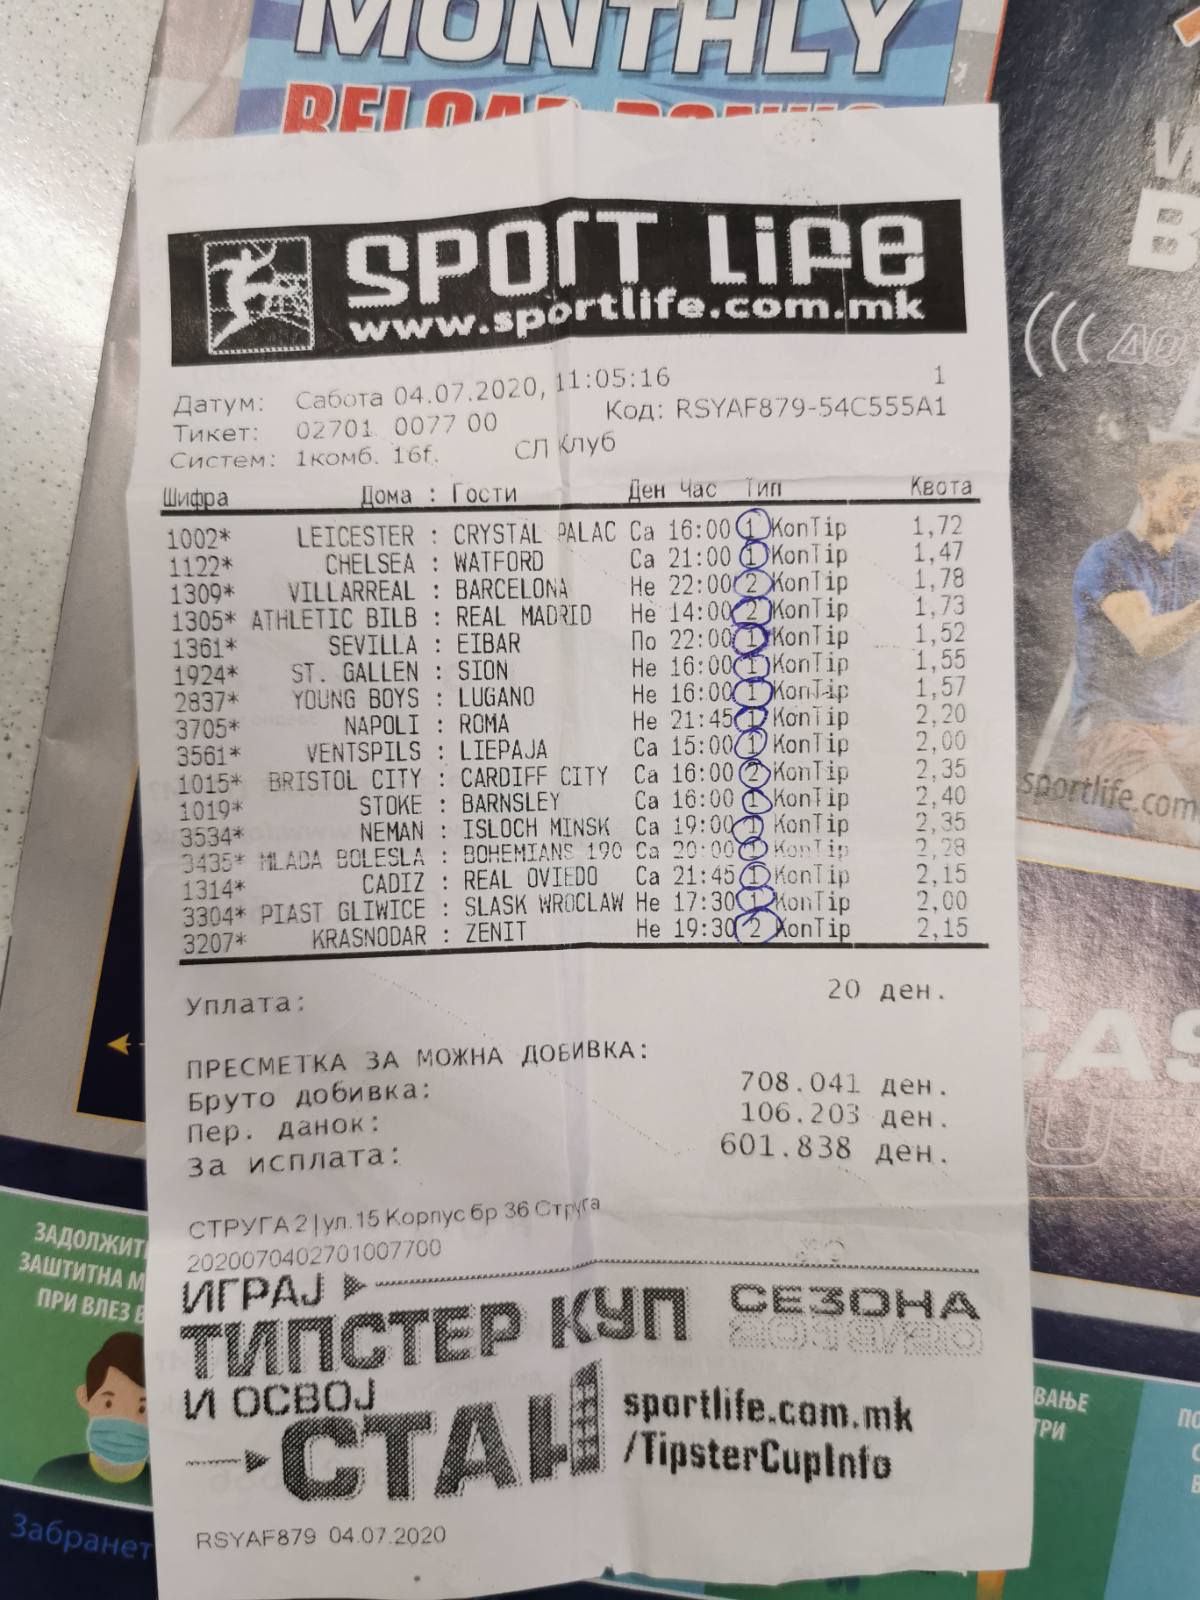 MONTHLY
RELOAD BONUS
SPORT LIFE
www.sportlife.com.mk
Датум: Сабота 04.07.2020, 11:05:16 1
Тикет: 02701 0077 00 Код: RSYAF879-54C555A1
Систем: 1комб. 16f. СЛ Клуб
Шифра Дома : Гости Ден Час Тип Квота
1002* LEICESTER : CRYSTAL PALAC Са 16:00 1 KonTip 1,72
1122* CHELSEA : WATFORD Са 21:00 1 KonTip 1,47
1309* VILLARREAL : BARCELONA Не 22:00 2 KonTip 1,78
1305* ATHLETIC BILB : REAL MADRID Не 14:00 2 KonTip 1,73
1361* SEVILLA : EIBAR По 22:00 1 KonTip 1,52
1924* ST. GALLEN : SION Не 16:00 1 KonTip 1,55
2837* YOUNG BOYS : LUGANO Не 16:00 1 KonTip 1,57
3705* NAPOLI : ROMA Не 21:45 1 KonTip 2,20
3561* VENTSPILS : LIEPAJA Са 15:00 1 KonTip 2,00
1015* BRISTOL CITY : CARDIFF CITY Са 16:00 2 KonTip 2,35
1019* STOKE : BARNSLEY Са 16:00 1 KonTip 2,40
3534* NEMAN : ISLOCH MINSK Са 19:00 1 KonTip 2,35
3435* MLADA BOLESLA : BOHEMIANS 190 Са 20:00 1 KonTip 2,28
1314* CADIZ : REAL OVIEDO Са 21:45 1 KonTip 2,15
3304* PIAST GLIWICE : SLASK WROCLAW Не 17:30 1 KonTip 2,00
3207* KRASNODAR : ZENIT Не 19:30 2 KonTip 2,15
Уплата: 20 ден.
ПРЕСМЕТКА ЗА МОЖНА ДОБИВКА:
Бруто добивка: 708.041 ден.
Пер. данок: 106.203 ден.
За исплата: 601.838 ден.
СТРУГА 2|ул.15 Корпус бр 36 Струга
2020070402701007700
ИГРАЈ
ТИПСТЕР КУП СЕЗОНА
И ОСВОЈ
СТАН
sportlife.com.mk
/TipsterCupInfo
RSYAF879 04.07.2020
sportlife.com
ЗАДОЛЖИТ
ЗАШТИТНА М
ПРИ ВЛЕЗ В
Забранет
ВАЊЕ
ТРИ